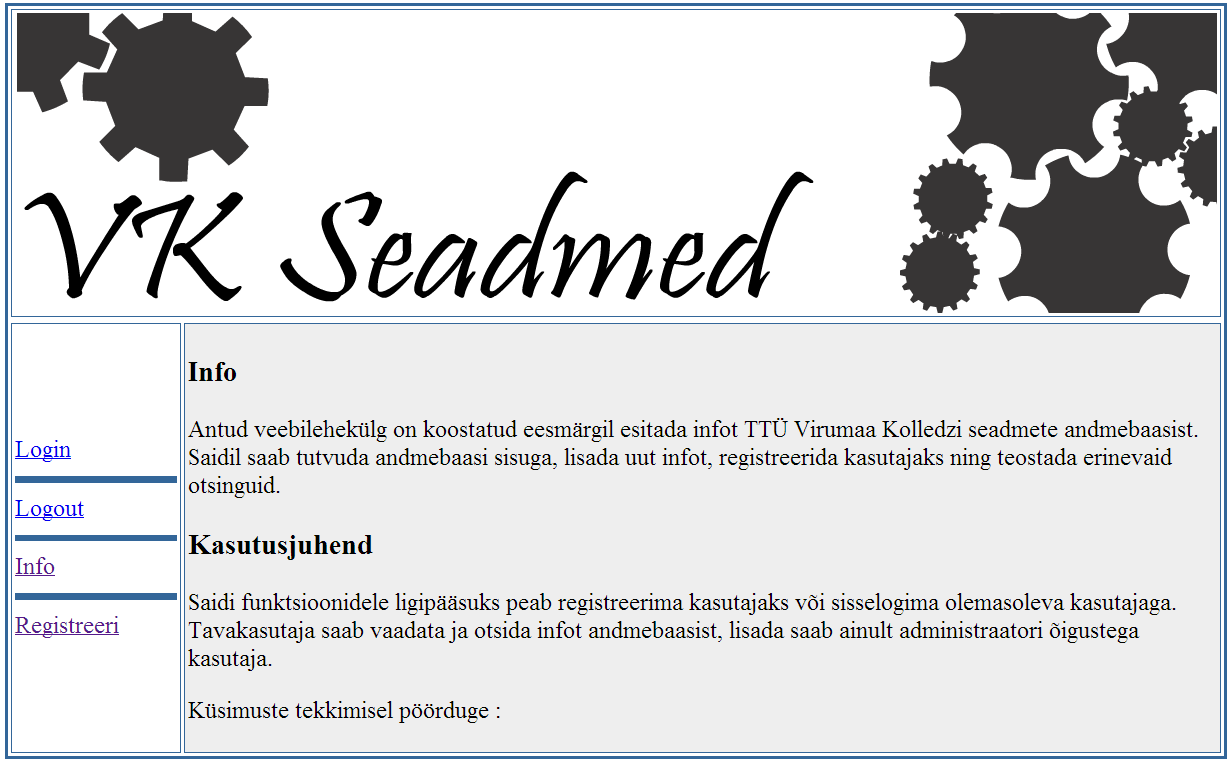 VK Seadmed
Login
Logout
Info
Registreeri
Info
Antud veebilehekülg on koostatud eesmärgil esitada infot TTÜ Virumaa Kolledzi seadmete andmebaasist.
Saidil saab tutvuda andmebaasi sisuga, lisada uut infot, registreerida kasutajaks ning teostada erinevaid
otsinguid.
Kasutusjuhend
Saidi funktsioonidele ligipääsuks peab registreerima kasutajaks või sisselogima olemasoleva kasutajaga.
Tavakasutaja saab vaadata ja otsida infot andmebaasist, lisada saab ainult administraatori õigustega
kasutaja.
Küsimuste tekkimisel pöörduge :